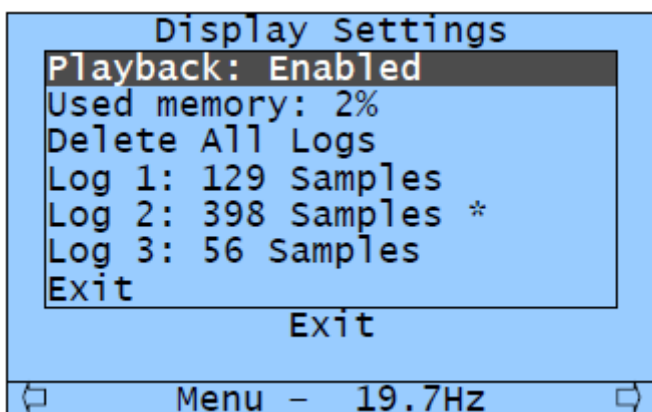 Display Settings
Playback: Enabled
Used memory: 2%
Delete All Logs
Log 1: 129 Samples
Log 2: 398 Samples *
Log 3: 56 Samples
Exit
Exit
Menu – 19.7Hz